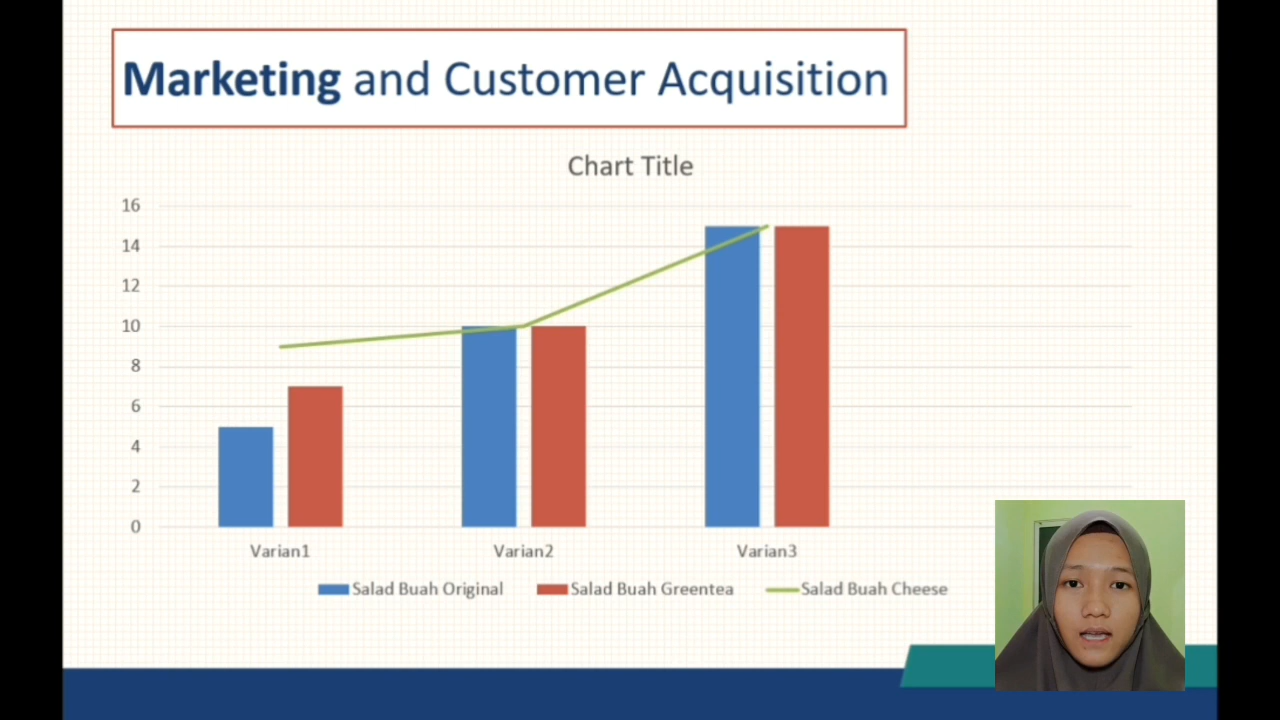 Marketing and Customer Acquisition
Chart Title
16
14
12
10
8
6
4
2
0
Varian1 Varian2 Varian3
Salad Buah Original Salad Buah Greentea Salad Buah Cheese